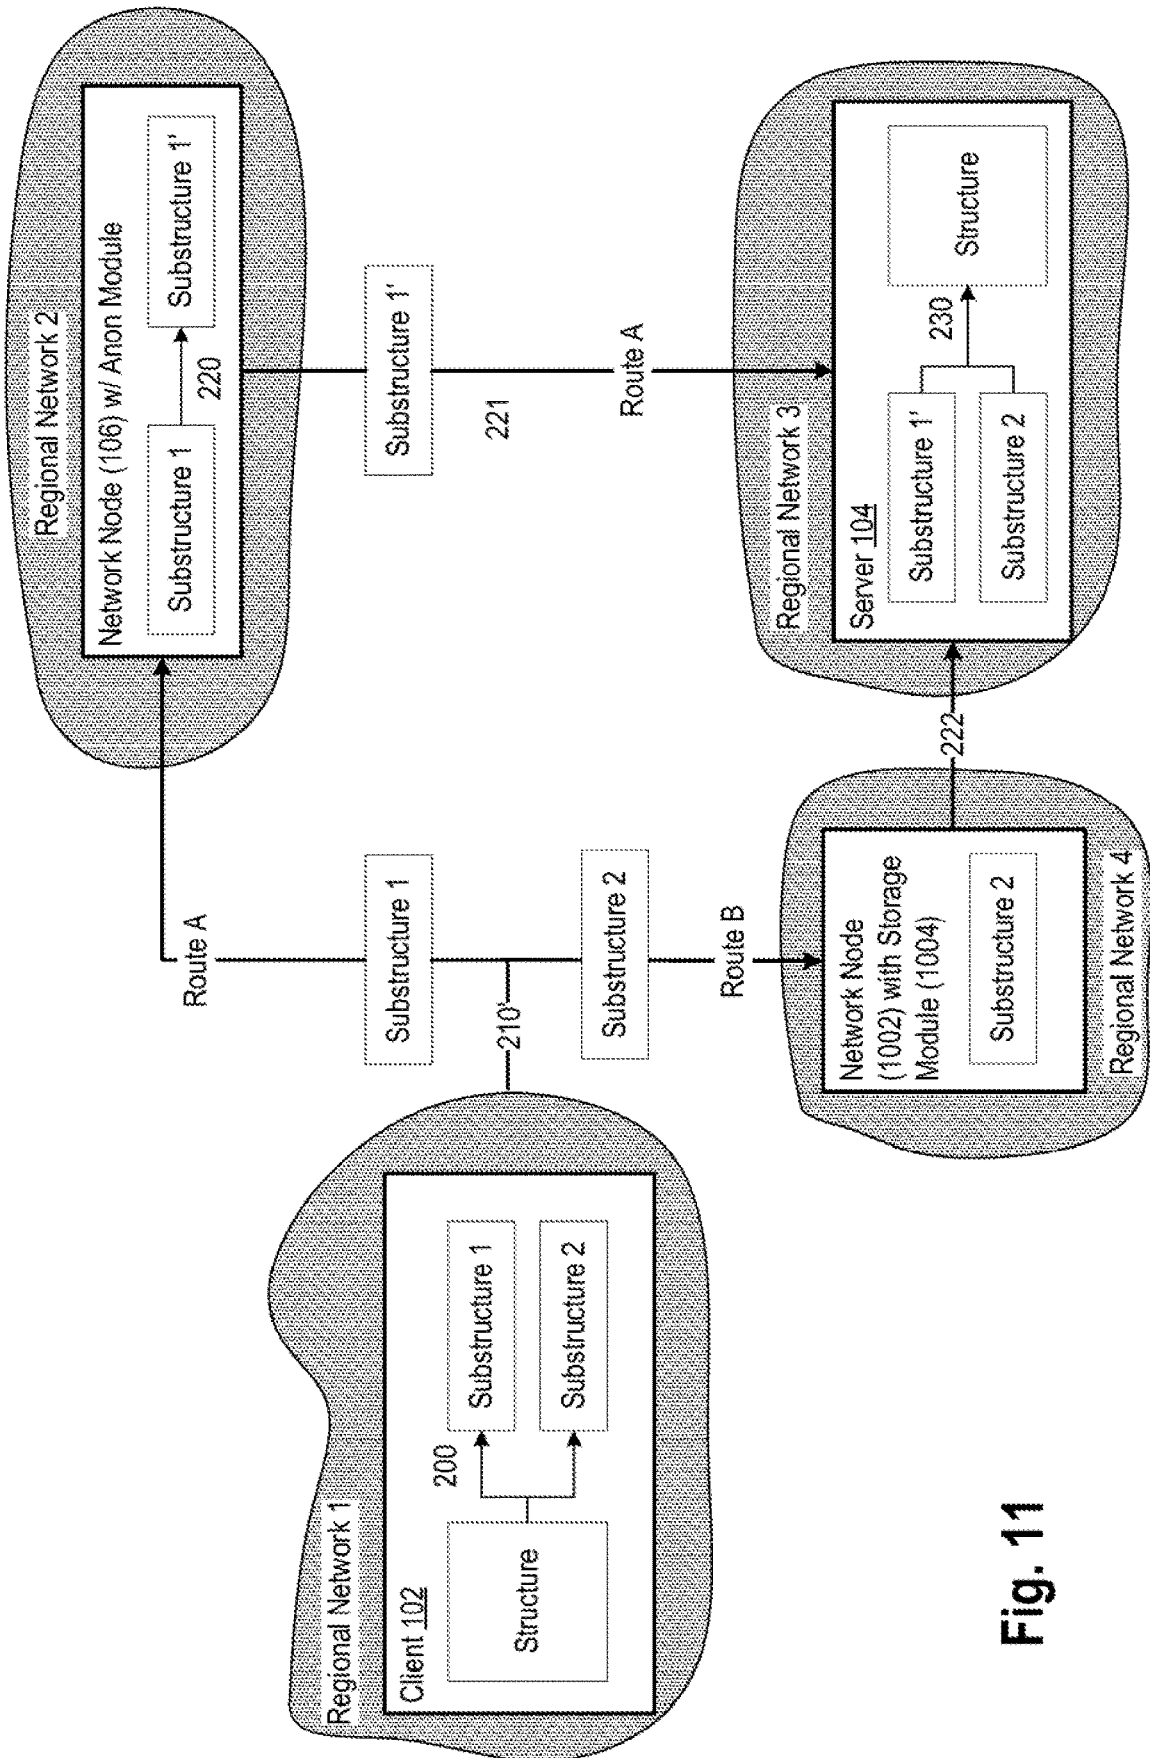 Regional Network 1
Client 102
Structure
200
Substructure 1
Substructure 2
210'
Substructure 1
Route A
Substructure 2
Route B
Regional Network 2
Network Node (106) w/ Anon Module
Substructure 1
220
Substructure 1'
Substructure 1'
221
Route A
Network Node
(1002) with Storage
Module (1004)
Substructure 2
Regional Network 4
222
Regional Network 3
Server 104
Substructure 1'
Substructure 2
230
Structure
Fig. 11